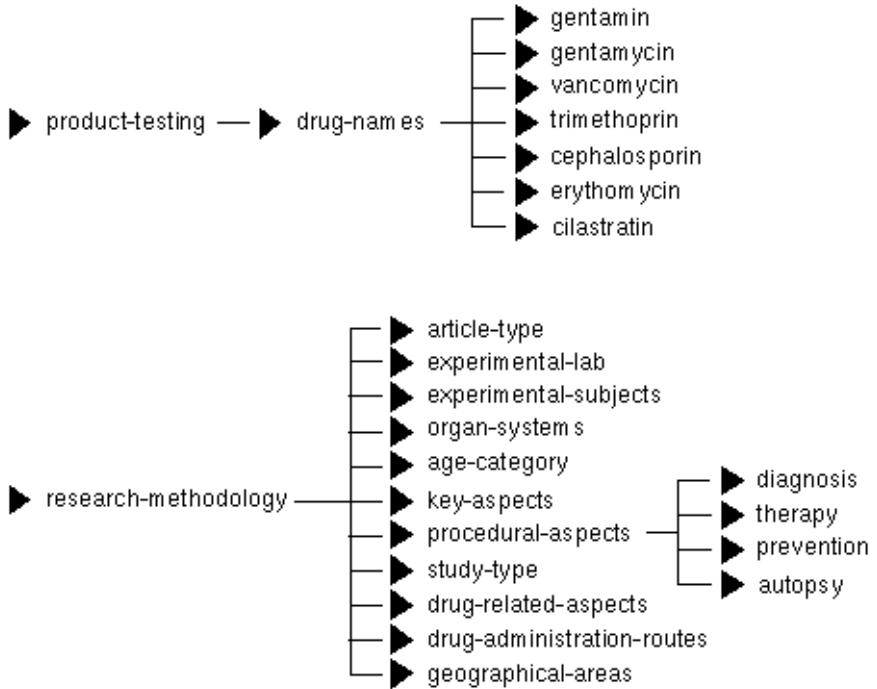 gentamin
gentamycin
vancomycin
product-testing drug-names trimethoprin
cephalosporin
erythomycin
cilastratin
article-type
experimental-lab
experimental-subjects
organ-systems
age-category
diagnosis
research-methodology key-aspects
therapy
procedural-aspects
prevention
study-type
autopsy
drug-related-aspects
drug-administration-routes
geographical-areas